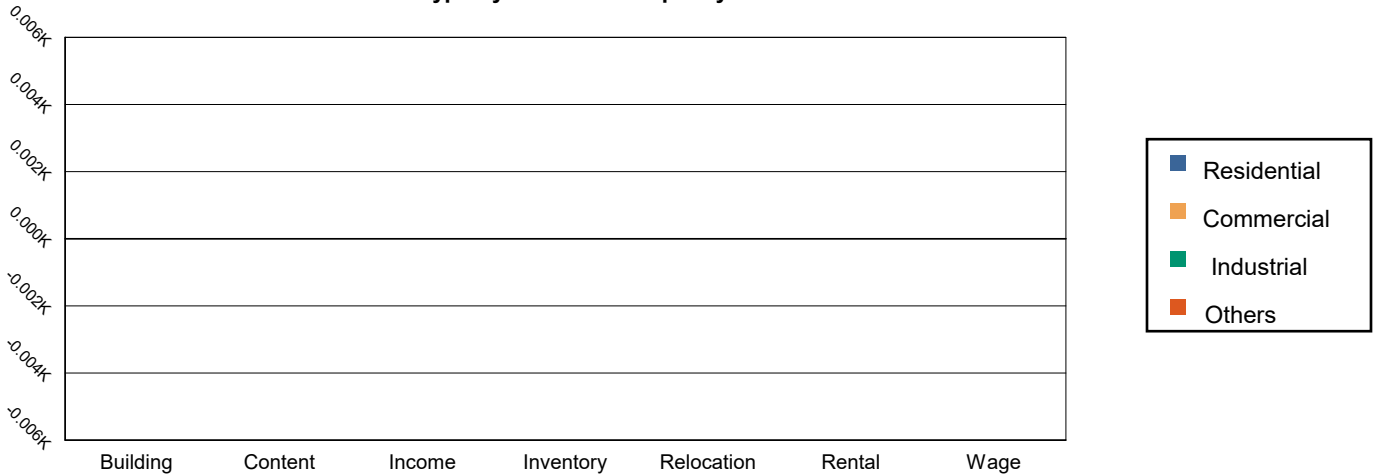 0.006K
0.004K
0.002K
0.000K
-0.002K
-0.004K
-0.006K
Building Content Income Inventory Relocation Rental Wage
Residential
Commercial
Industrial
Others